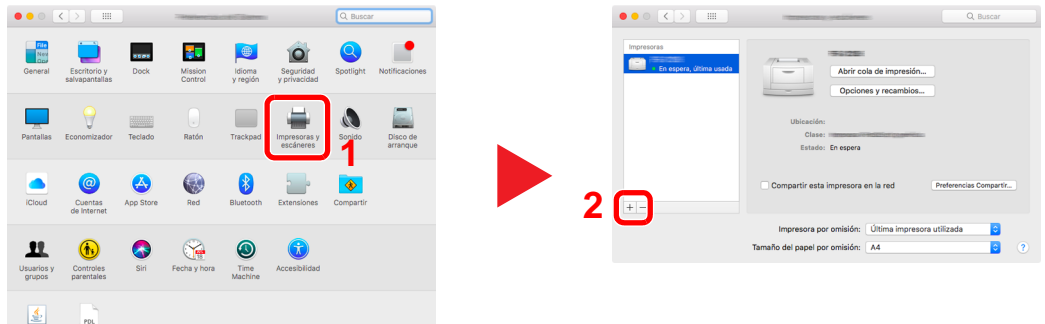 Buscar
File
New
Ope
General
Escritorio y
salvapantallas
Dock
Mission
Control
Idioma
y región
Seguridad
y privacidad
Spotlight
Notificaciones
Pantallas
Economizador
Teclado
Ratón
Trackpad
Impresoras y
escáneres
Sonido
Disco de
arranque
1
iCloud
Cuentas
de Internet
App Store
Red
Bluetooth
Extensiones
Compartir
Usuarios y
grupos
Controles
parentales
Siri
18
Fecha y hora
Time
Machine
Accesibilidad
PDL
Buscar
Impresoras
En espera, última usada
Abrir cola de impresión...
Opciones y recambios...
Ubicación:
Clase:
Estado: En espera
Compartir esta impresora en la red
Preferencias Compartir...
2
+ −
Impresora por omisión: Última impresora utilizada
Tamaño del papel por omisión: A4
?